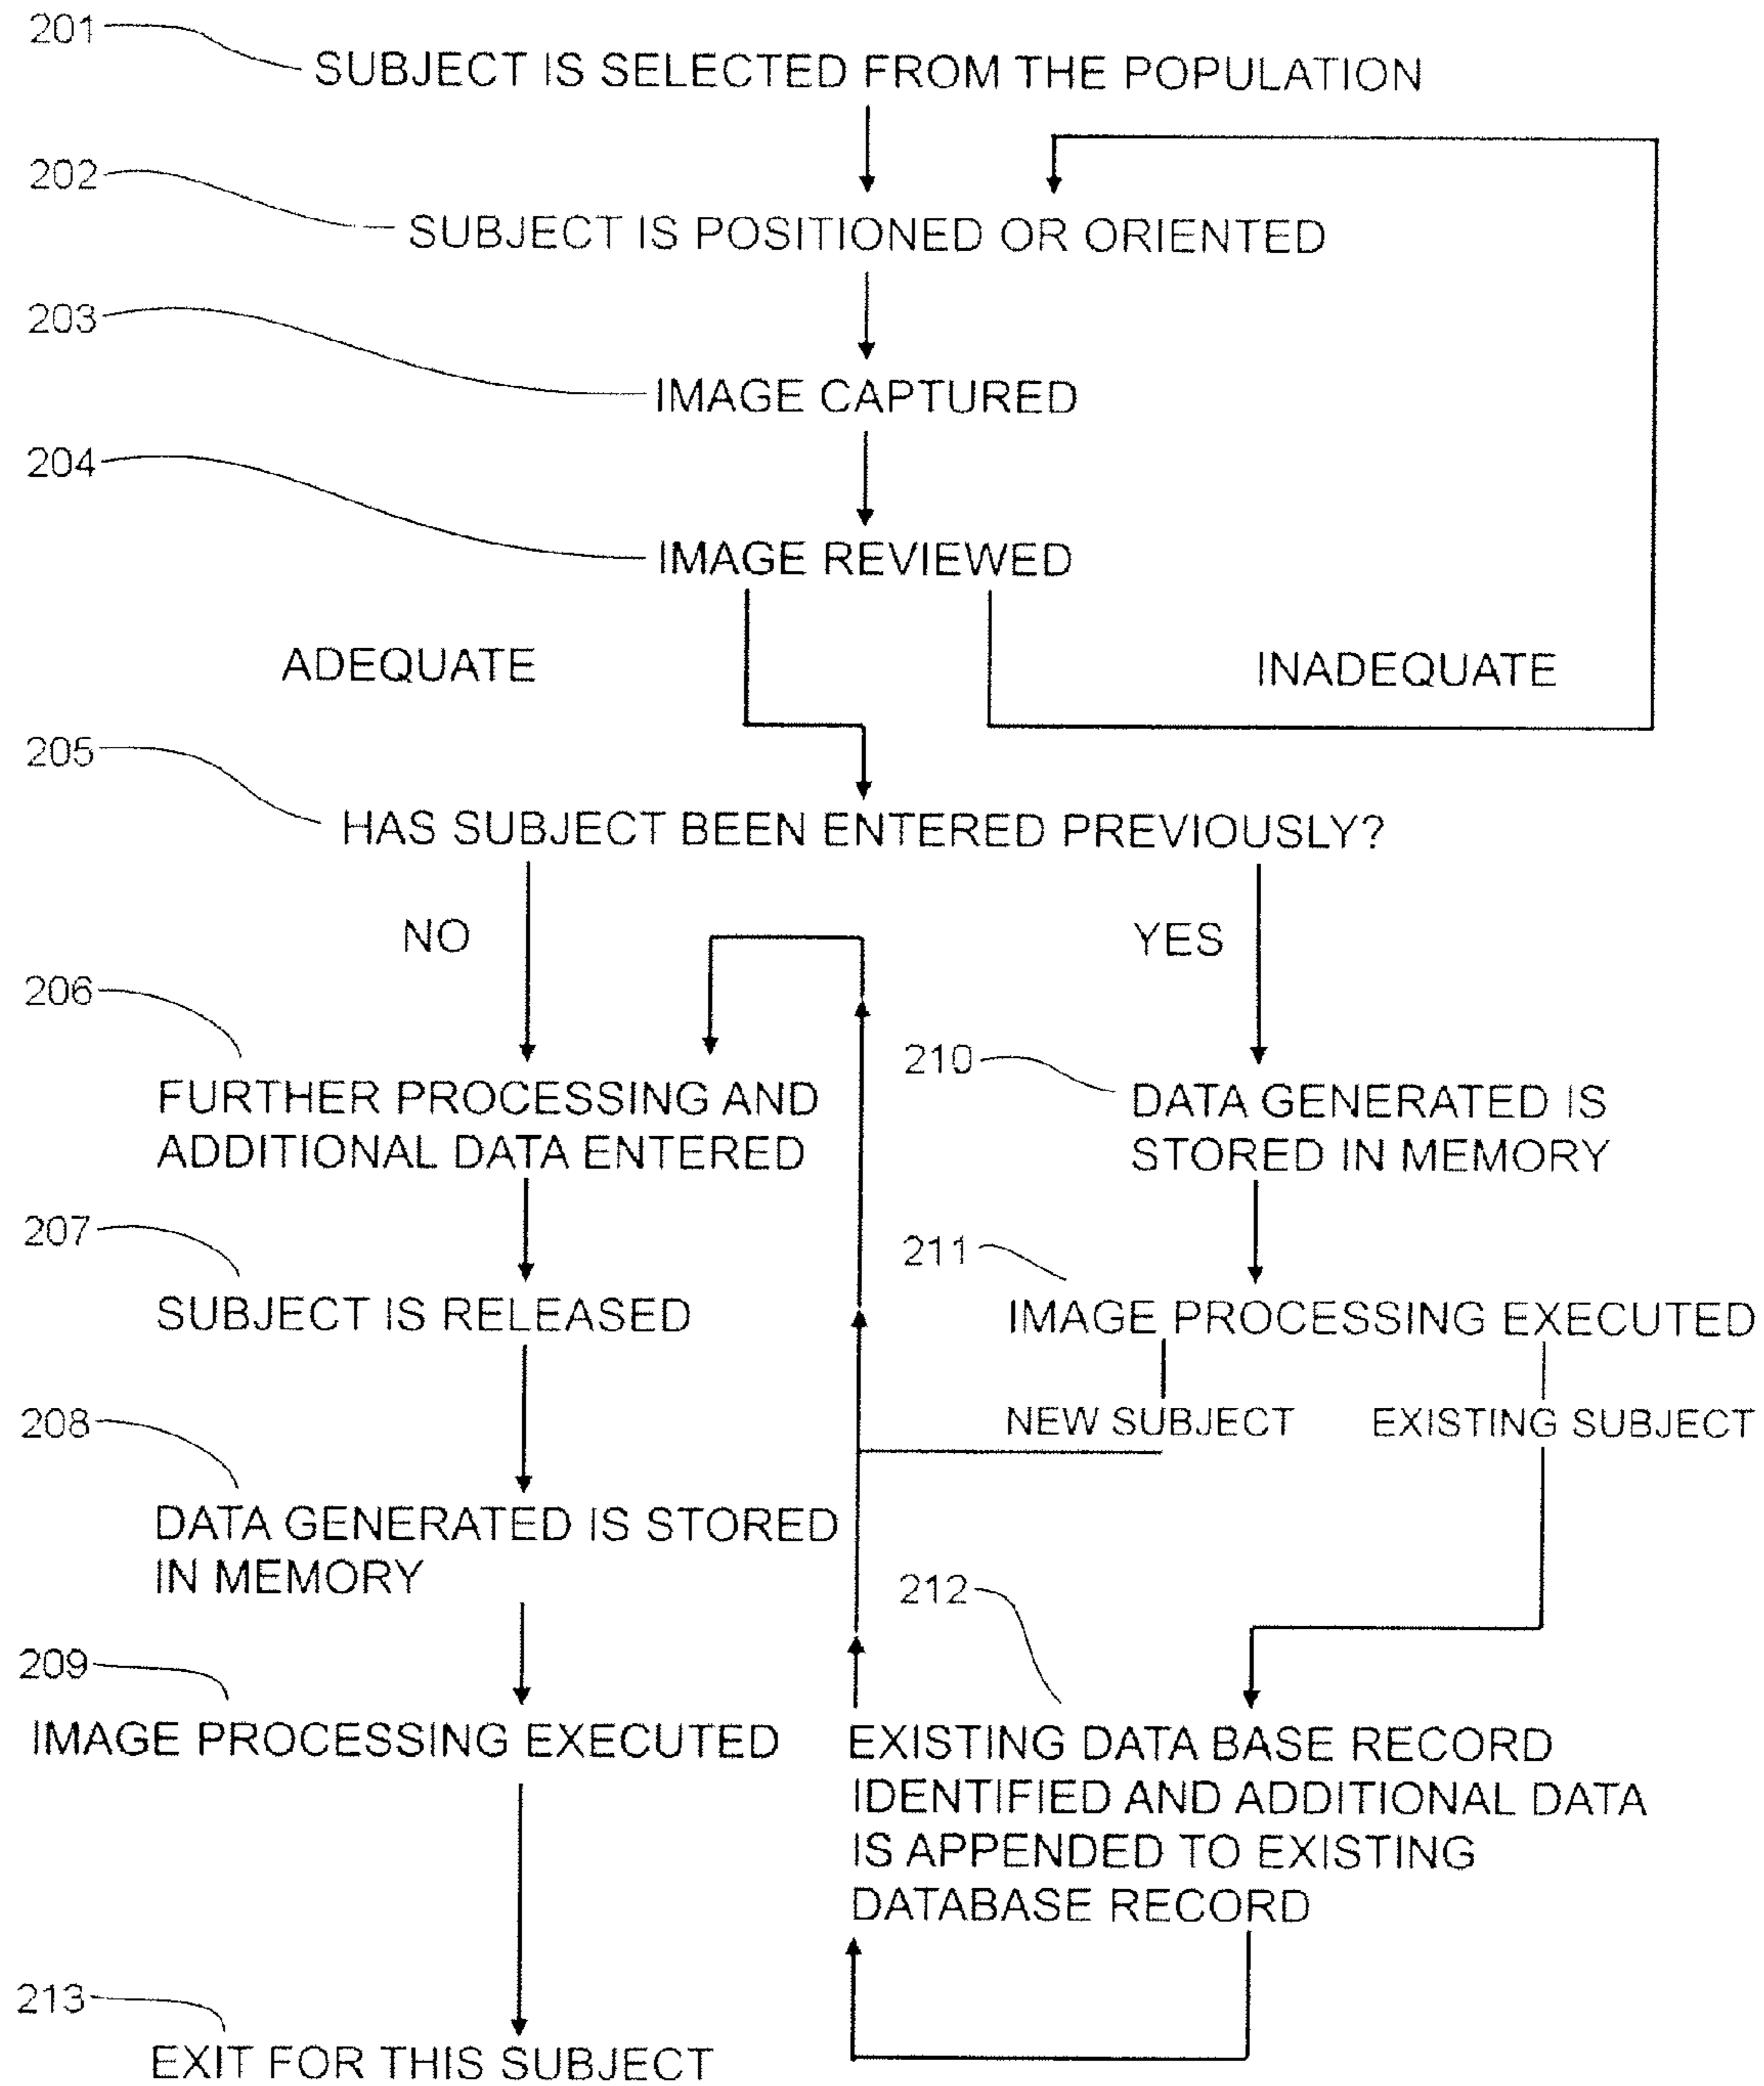 201
SUBJECT IS SELECTED FROM THE POPULATION
202
SUBJECT IS POSITIONED OR ORIENTED
203
IMAGE CAPTURED
204
IMAGE REVIEWED
ADEQUATE
INADEQUATE
205
HAS SUBJECT BEEN ENTERED PREVIOUSLY?
NO
YES
206
FURTHER PROCESSING AND
ADDITIONAL DATA ENTERED
210
DATA GENERATED IS
STORED IN MEMORY
207
SUBJECT IS RELEASED
211
IMAGE PROCESSING EXECUTED
NEW SUBJECT
EXISTING SUBJECT
208
DATA GENERATED IS STORED
IN MEMORY
212
209
IMAGE PROCESSING EXECUTED
EXISTING DATA BASE RECORD
IDENTIFIED AND ADDITIONAL DATA
IS APPENDED TO EXISTING
DATABASE RECORD
213
EXIT FOR THIS SUBJECT